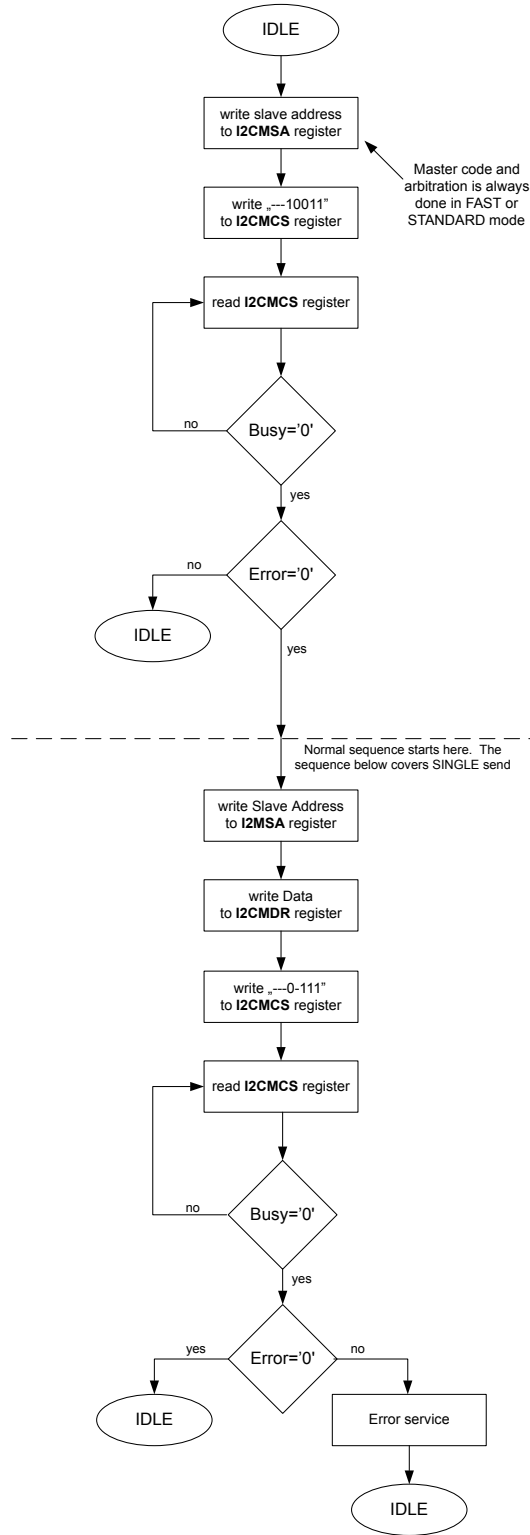 IDLE
write slave address
to I2CMSA register
Master code and
arbitration is always
done in FAST or
STANDARD mode
write „---10011”
to I2CMCS register
read I2CMCS register
Busy='0'
no
yes
Error='0'
no
IDLE
yes
Normal sequence starts here. The
sequence below covers SINGLE send
write Slave Address
to I2MSA register
write Data
to I2CMDR register
write „---0-111”
to I2CMCS register
read I2CMCS register
Busy='0'
no
yes
yes
Error='0'
no
IDLE
Error service
IDLE